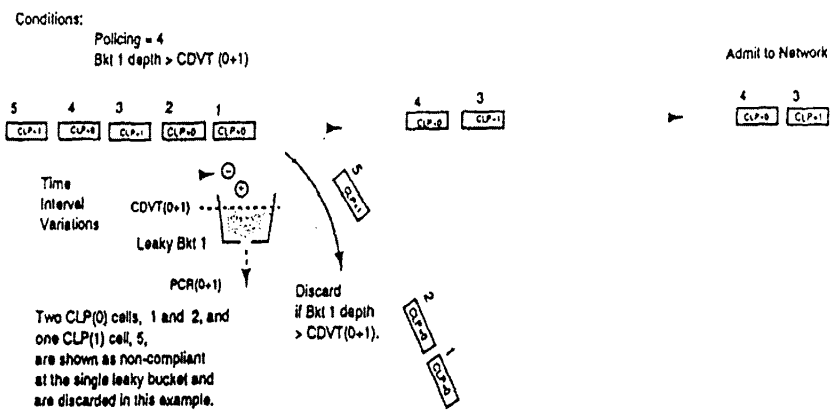 Conditions:
Policing = 4
Bkt 1 depth > CDVT (0+1)
Admit to Network
5 4 3 2 1
CLP=1 CLP=0 CLP=1 CLP=0 CLP=0
4 3
CLP=0 CLP=1
4 3
CLP=0 CLP=1
5
CLP=1
Time
Interval
Variations
− +
CDVT(0+1)
Leaky Bkt 1
PCR(0+1)
Discard
if Bkt 1 depth
> CDVT(0+1).
2
CLP=0
1
CLP=0
Two CLP(0) cells, 1 and 2, and
one CLP(1) cell, 5,
are shown as non-compliant
at the single leaky bucket and
are discarded in this example.